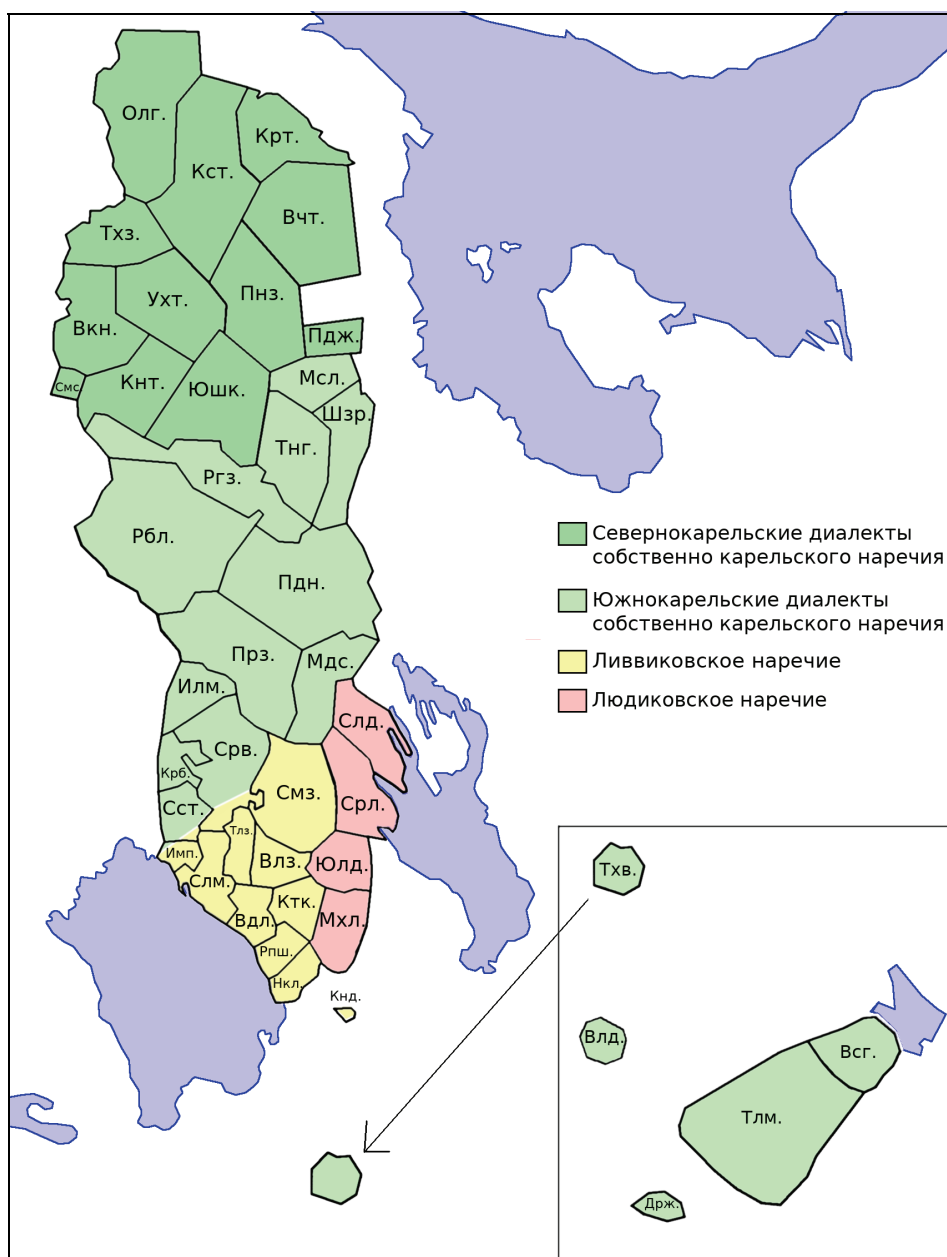 Олг.
Крт.
Кст.
Вчт.
Тхз.
Пнз.
Ухт.
Вкн.
Пдж.
Смс
Кнт.
Юшк.
Мсл.
Шзр.
Тнг.
Ргз.
Рбл.
Пдн.
Прз.
Мдс.
Илм.
Слд.
Срв.
Крб.
Смз.
Сст.
Срл.
Тлз.
Имп.
Влз.
Юлд.
Слм.
Ктк.
Вдл.
Мхл.
Рпш.
Нкл.
Кнд.
Севернокарельские диалекты
собственно карельского наречия
Южнокарельские диалекты
собственно карельского наречия
Ливвиковское наречие
Людиковское наречие
Тхв.
Влд.
Всг.
Тлм.
Држ.